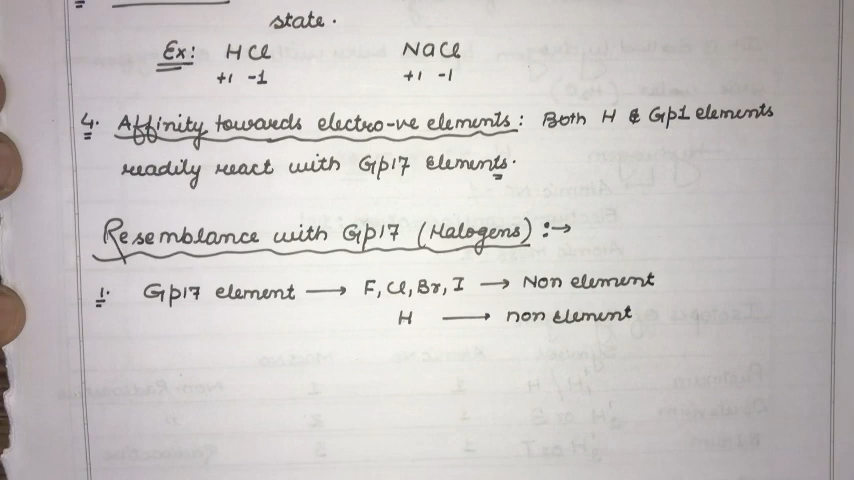 state.
Ex: HCl NaCl
+1 -1 +1 -1
4. Affinity towards electro-ve elements: Both H & Gp1 elements
readily react with Gp17 elements.
Resemblance with Gp17 (Halogens) :→
1. Gp17 element → F, Cl, Br, I → Non element
H → non element